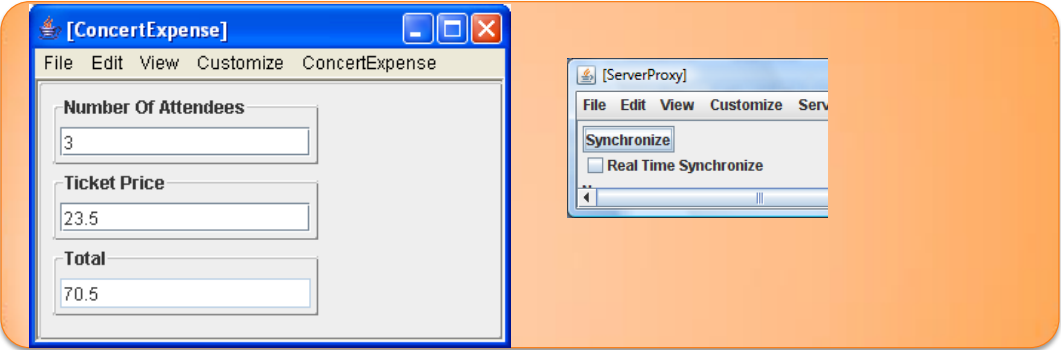 [ConcertExpense]
File Edit View Customize ConcertExpense
Number Of Attendees
3
Ticket Price
23.5
Total
70.5
[ServerProxy]
File Edit View Customize Serv
Synchronize
Real Time Synchronize